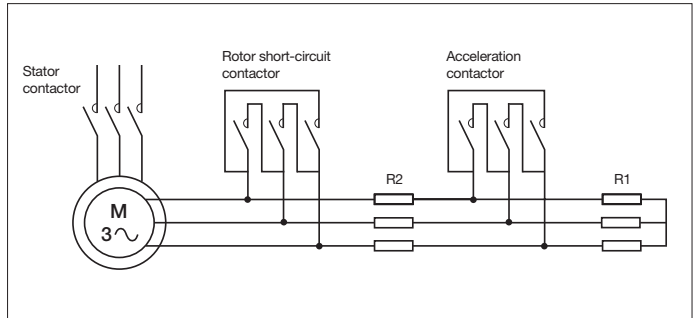 Stator
contactor
Rotor short-circuit
contactor
Acceleration
contactor
R2
R1
M
3